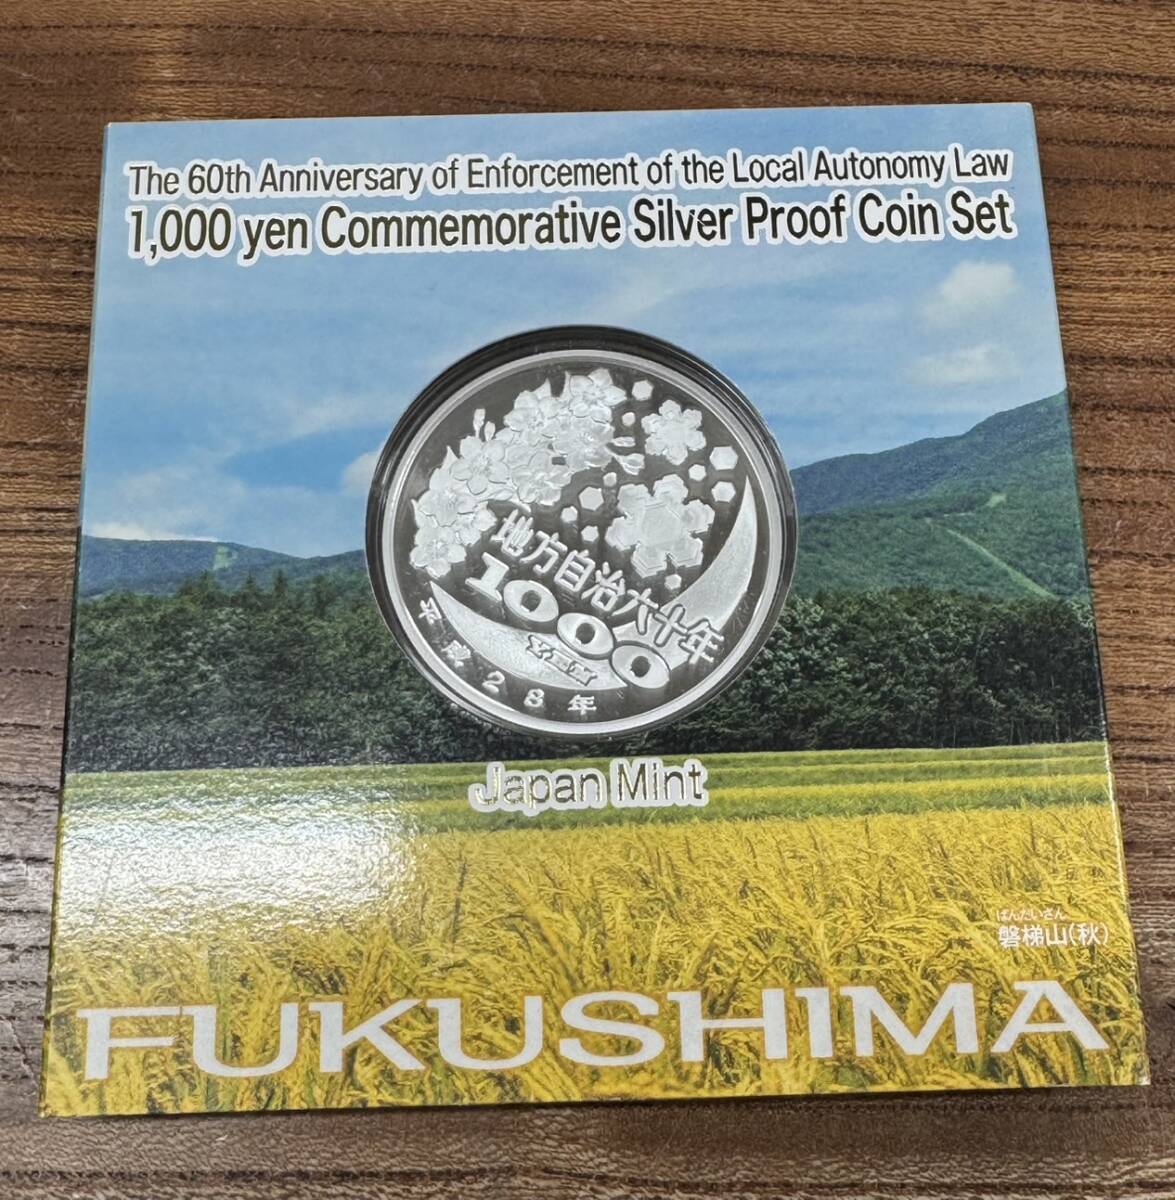 The 60th Anniversary of Enforcement of the Local Autonomy Law
1,000 yen Commemorative Silver Proof Coin Set
地方自治六十年
1000
YEN
平成28年
Japan Mint
ばんだいさん
磐梯山(秋)
FUKUSHIMA